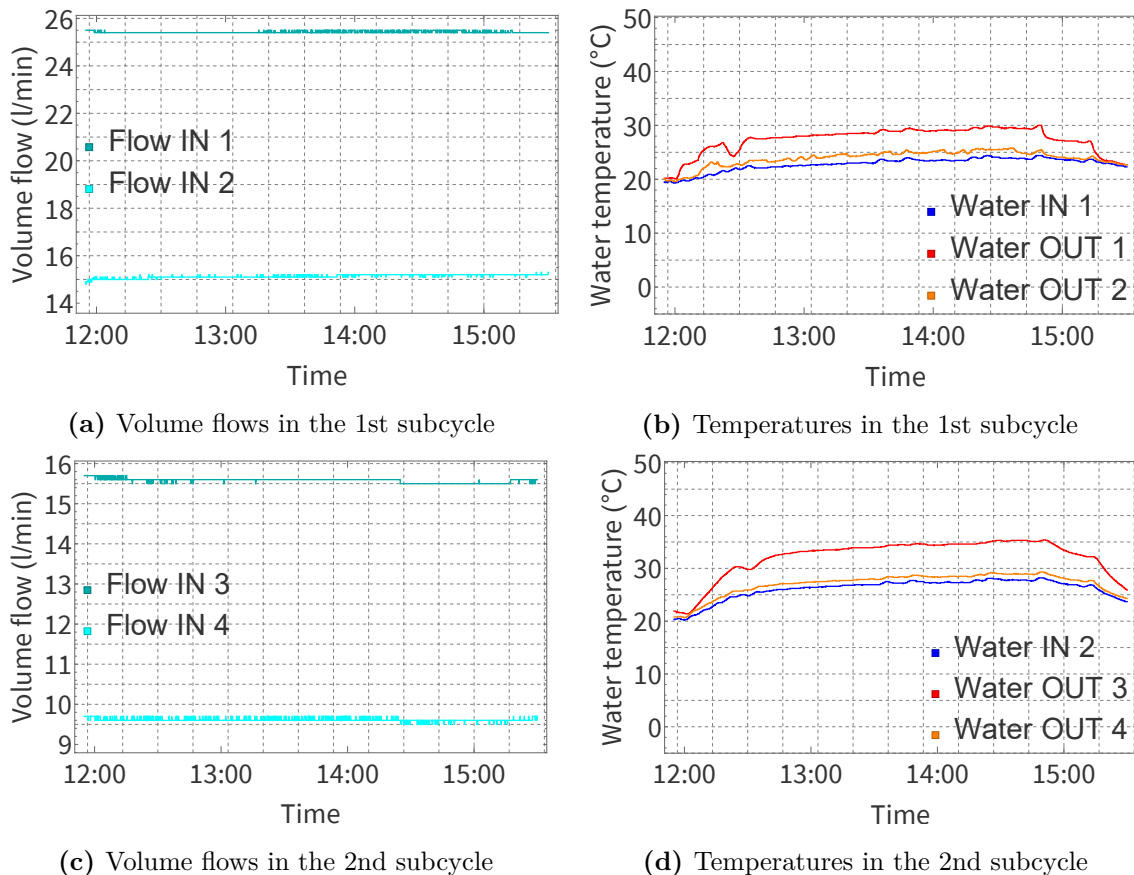 Volume flow (l/min)
26
24
22
20
18
16
14
Flow IN 1
Flow IN 2
12:00 13:00 14:00 15:00
Time
(a) Volume flows in the 1st subcycle
Water temperature (°C)
50
40
30
20
10
0
Water IN 1
Water OUT 1
Water OUT 2
12:00 13:00 14:00 15:00
Time
(b) Temperatures in the 1st subcycle
Volume flow (l/min)
16
15
14
13
12
11
10
9
Flow IN 3
Flow IN 4
12:00 13:00 14:00 15:00
Time
(c) Volume flows in the 2nd subcycle
Water temperature (°C)
50
40
30
20
10
0
Water IN 2
Water OUT 3
Water OUT 4
12:00 13:00 14:00 15:00
Time
(d) Temperatures in the 2nd subcycle